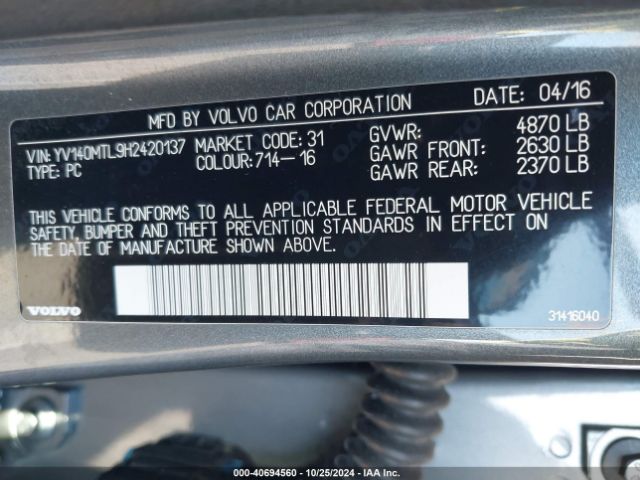 MFD BY VOLVO CAR CORPORATION DATE: 04/16
VIN: YV140MTL9H2420137 MARKET CODE: 31 GVWR: 4870 LB
TYPE: PC COLOUR: 714-16 GAWR FRONT: 2630 LB
GAWR REAR: 2370 LB
THIS VEHICLE CONFORMS TO ALL APPLICABLE FEDERAL MOTOR VEHICLE
SAFETY, BUMPER AND THEFT PREVENTION STANDARDS IN EFFECT ON
THE DATE OF MANUFACTURE SHOWN ABOVE.
VOLVO 31416040
000-40694560 | 10/25/2024 | IAA Inc.